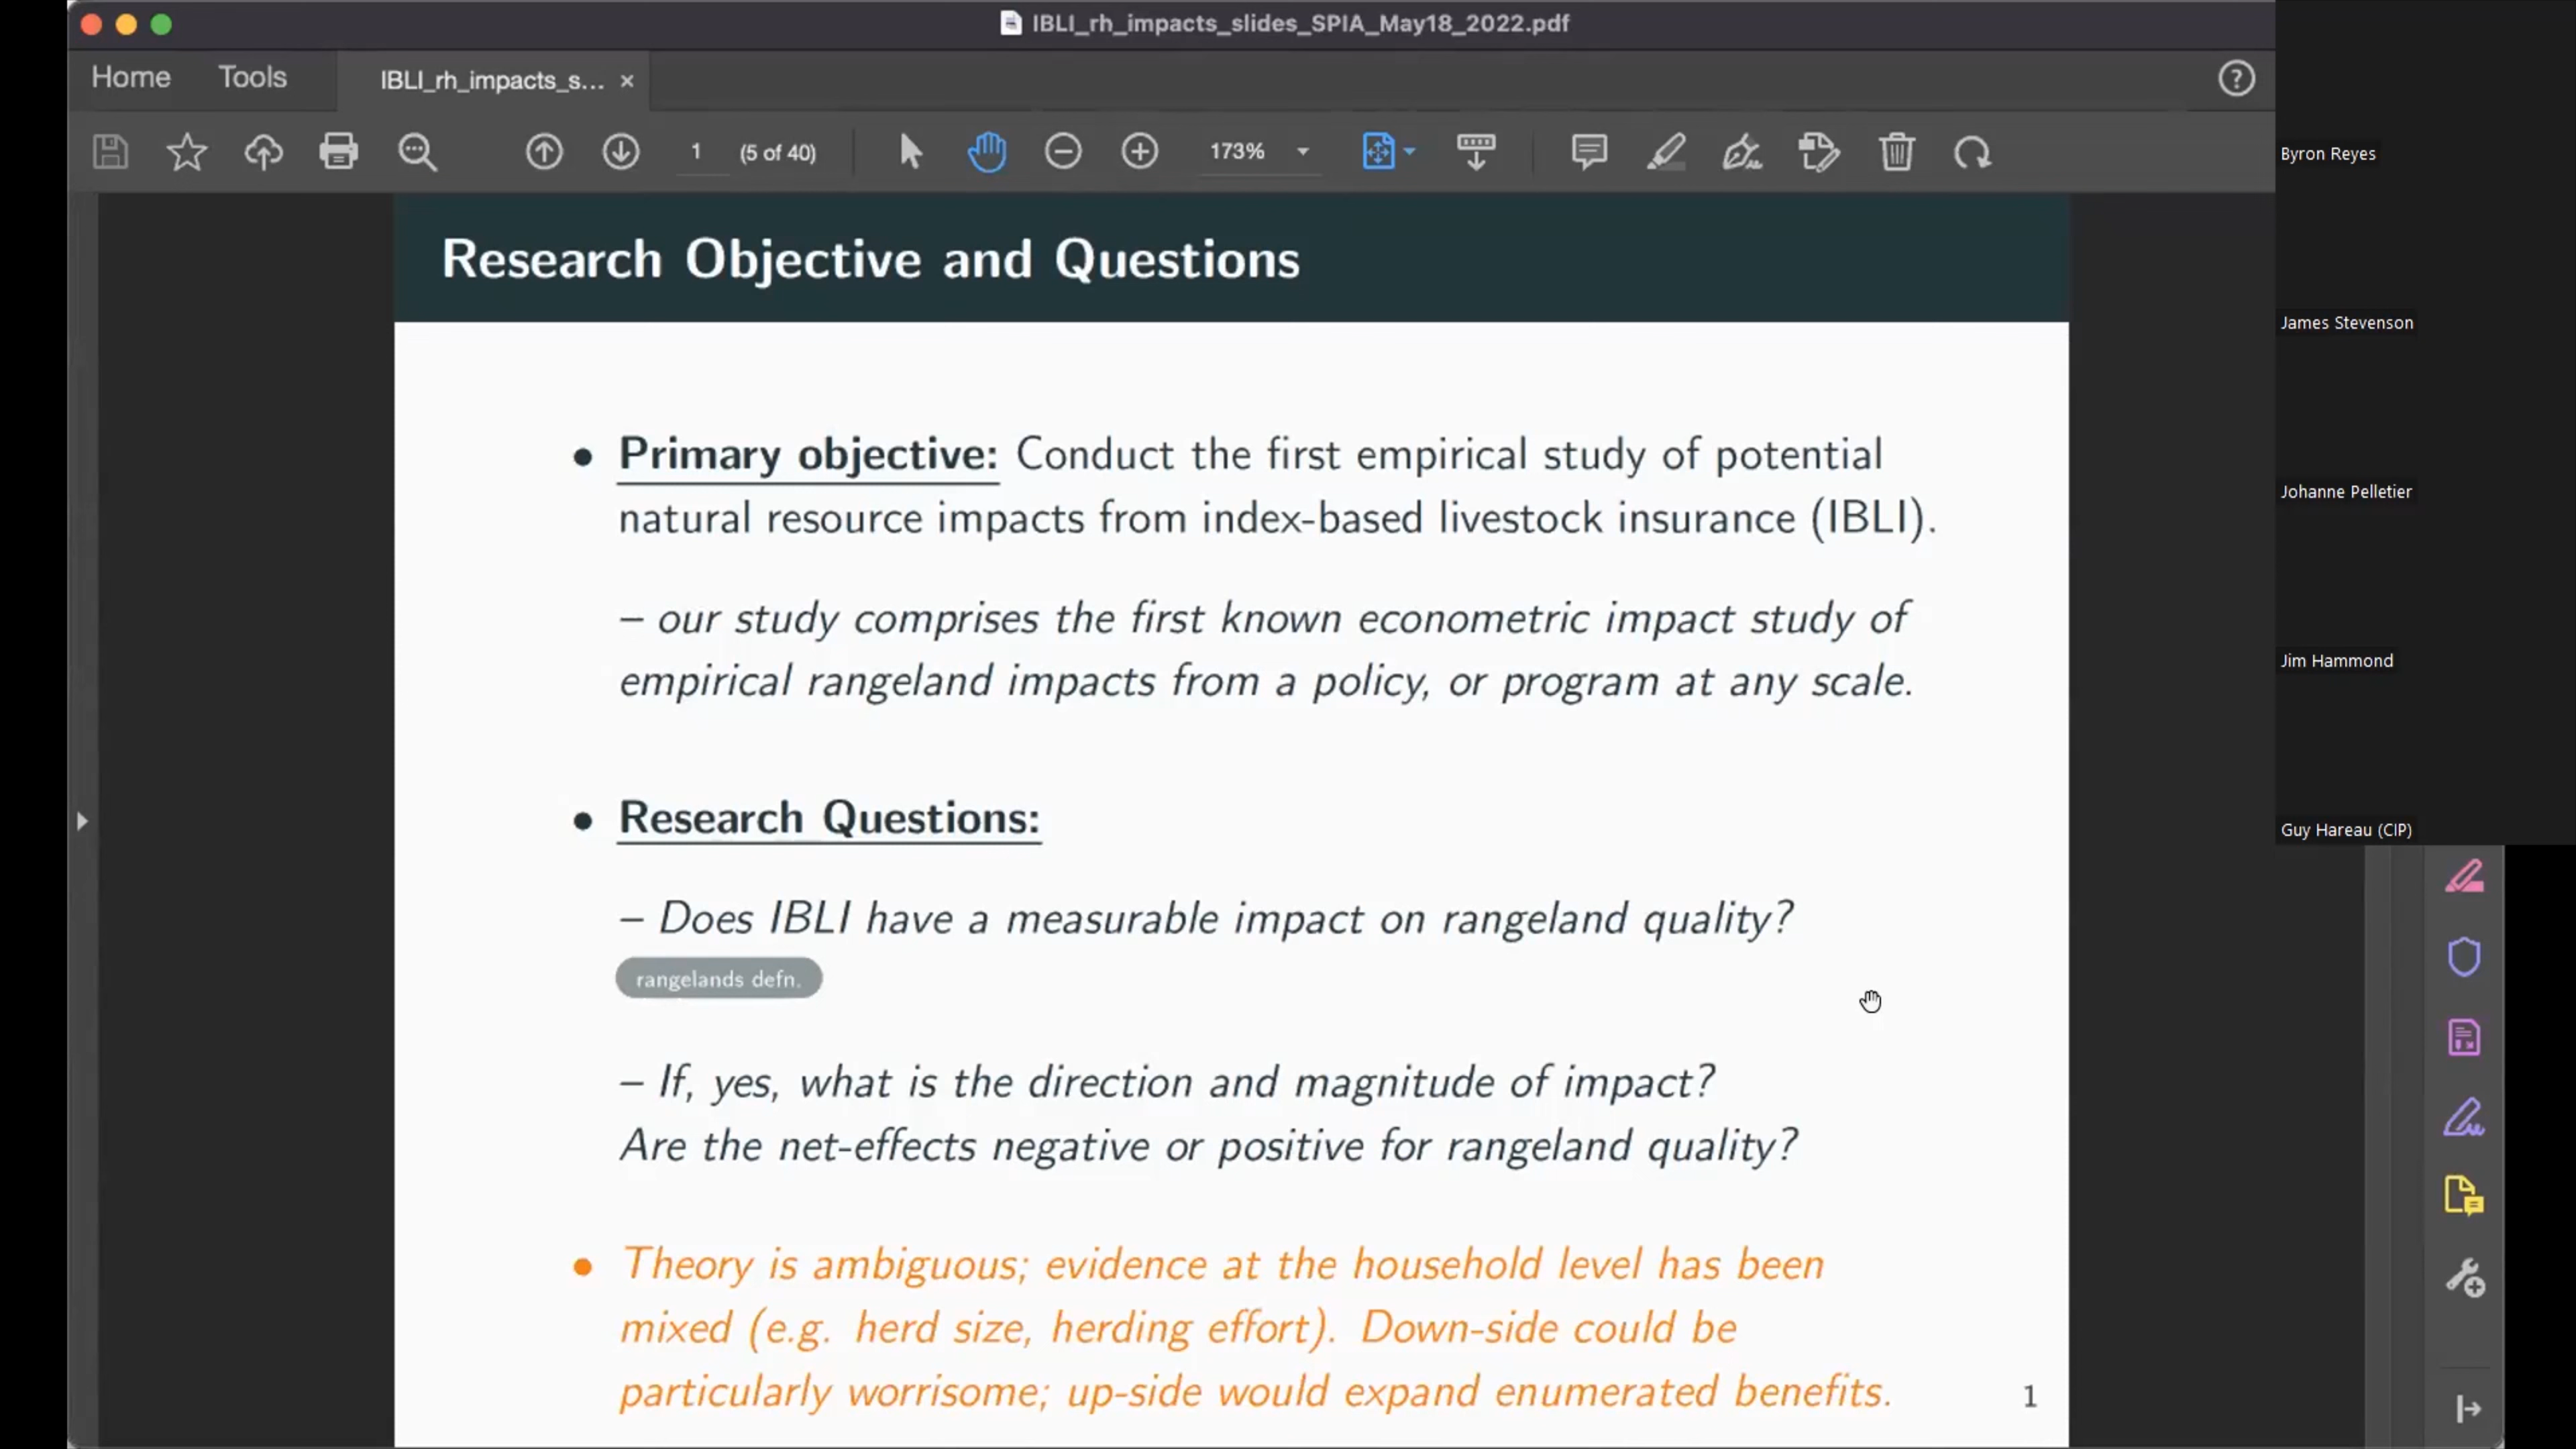 IBLI_rh_impacts_slides_SPIA_May18_2022.pdf
Home Tools IBLI_rh_impacts_s... ×
1 (5 of 40) 173%
Research Objective and Questions
• Primary objective: Conduct the first empirical study of potential
natural resource impacts from index-based livestock insurance (IBLI).
– our study comprises the first known econometric impact study of
empirical rangeland impacts from a policy, or program at any scale.
• Research Questions:
– Does IBLI have a measurable impact on rangeland quality?
rangelands defn.
– If, yes, what is the direction and magnitude of impact?
Are the net-effects negative or positive for rangeland quality?
• Theory is ambiguous; evidence at the household level has been
mixed (e.g. herd size, herding effort). Down-side could be
particularly worrisome; up-side would expand enumerated benefits.
1
Byron Reyes
James Stevenson
Johanne Pelletier
Jim Hammond
Guy Hareau (CIP)